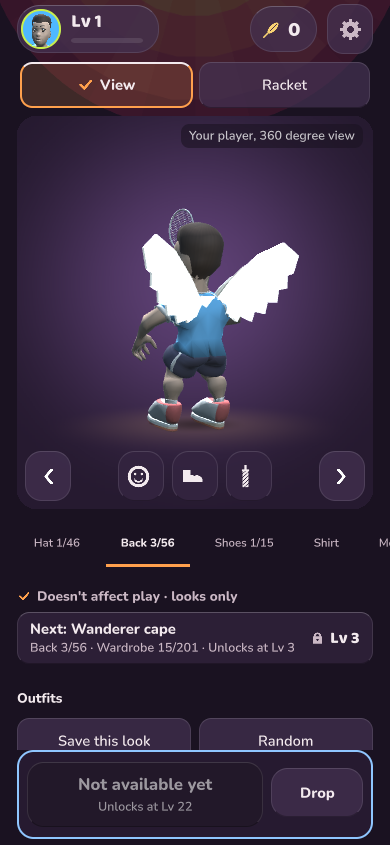 Lv 1
0
View
Racket
Your player, 360 degree view
Hat 1/46
Back 3/56
Shoes 1/15
Shirt
Doesn't affect play · looks only
Next: Wanderer cape
Back 3/56 · Wardrobe 15/201 · Unlocks at Lv 3
Lv 3
Outfits
Save this look
Random
Not available yet
Unlocks at Lv 22
Drop